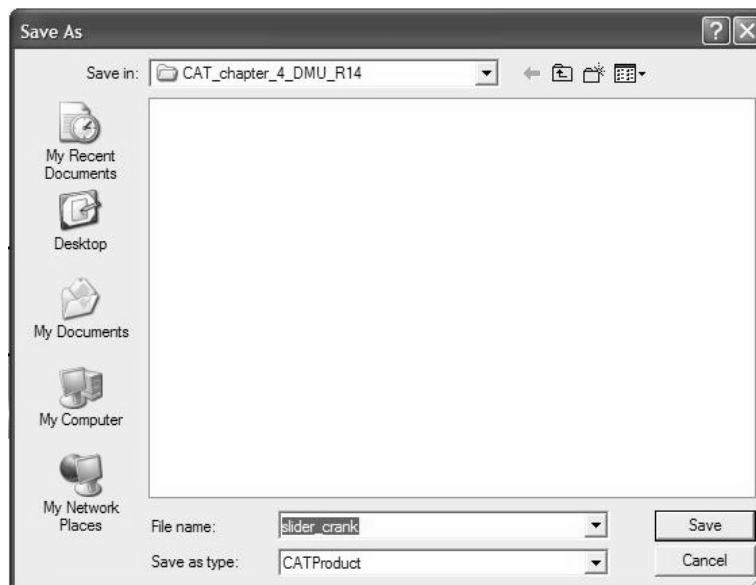 Save As
Save in: CAT_chapter_4_DMU_R14
My Recent
Documents
Desktop
My Documents
My Computer
My Network
Places
File name: slider_crank Save
Save as type: CATProduct Cancel